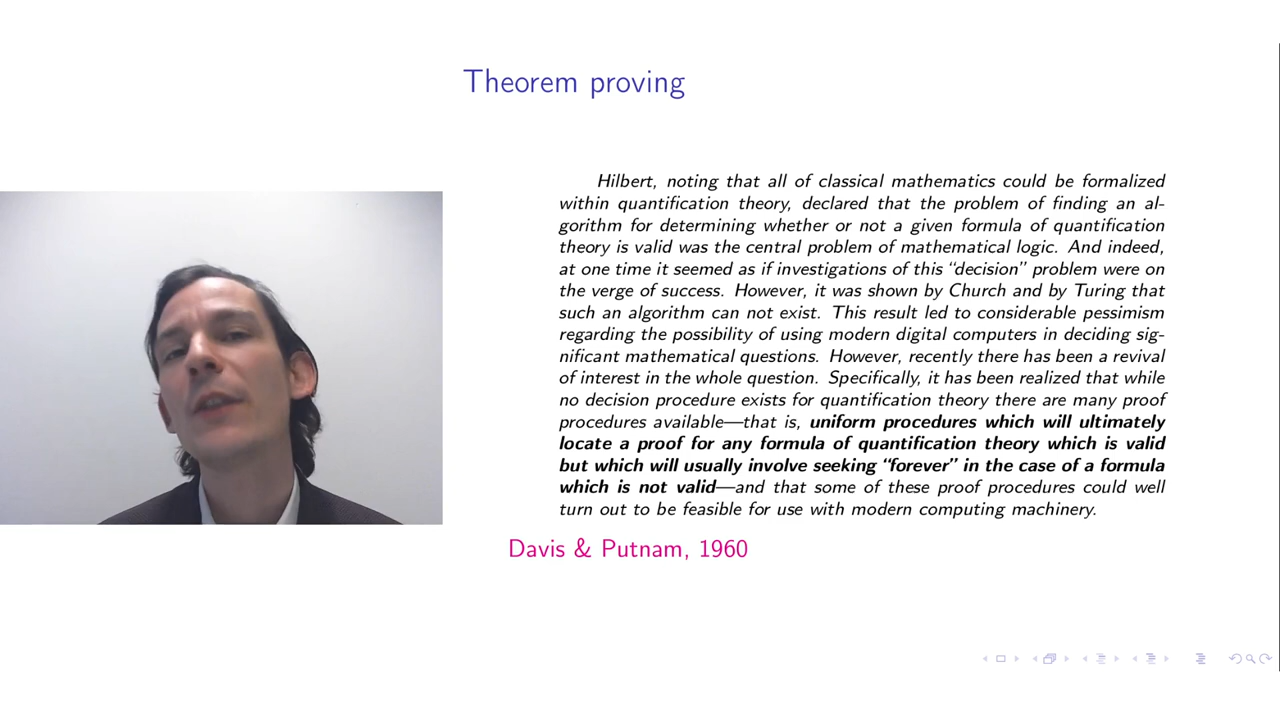 Theorem proving
Hilbert, noting that all of classical mathematics could be formalized
within quantification theory, declared that the problem of finding an al-
gorithm for determining whether or not a given formula of quantification
theory is valid was the central problem of mathematical logic. And indeed,
at one time it seemed as if investigations of this “decision” problem were on
the verge of success. However, it was shown by Church and by Turing that
such an algorithm can not exist. This result led to considerable pessimism
regarding the possibility of using modern digital computers in deciding sig-
nificant mathematical questions. However, recently there has been a revival
of interest in the whole question. Specifically, it has been realized that while
no decision procedure exists for quantification theory there are many proof
procedures available—that is, uniform procedures which will ultimately
locate a proof for any formula of quantification theory which is valid
but which will usually involve seeking “forever” in the case of a formula
which is not valid—and that some of these proof procedures could well
turn out to be feasible for use with modern computing machinery.
Davis & Putnam, 1960